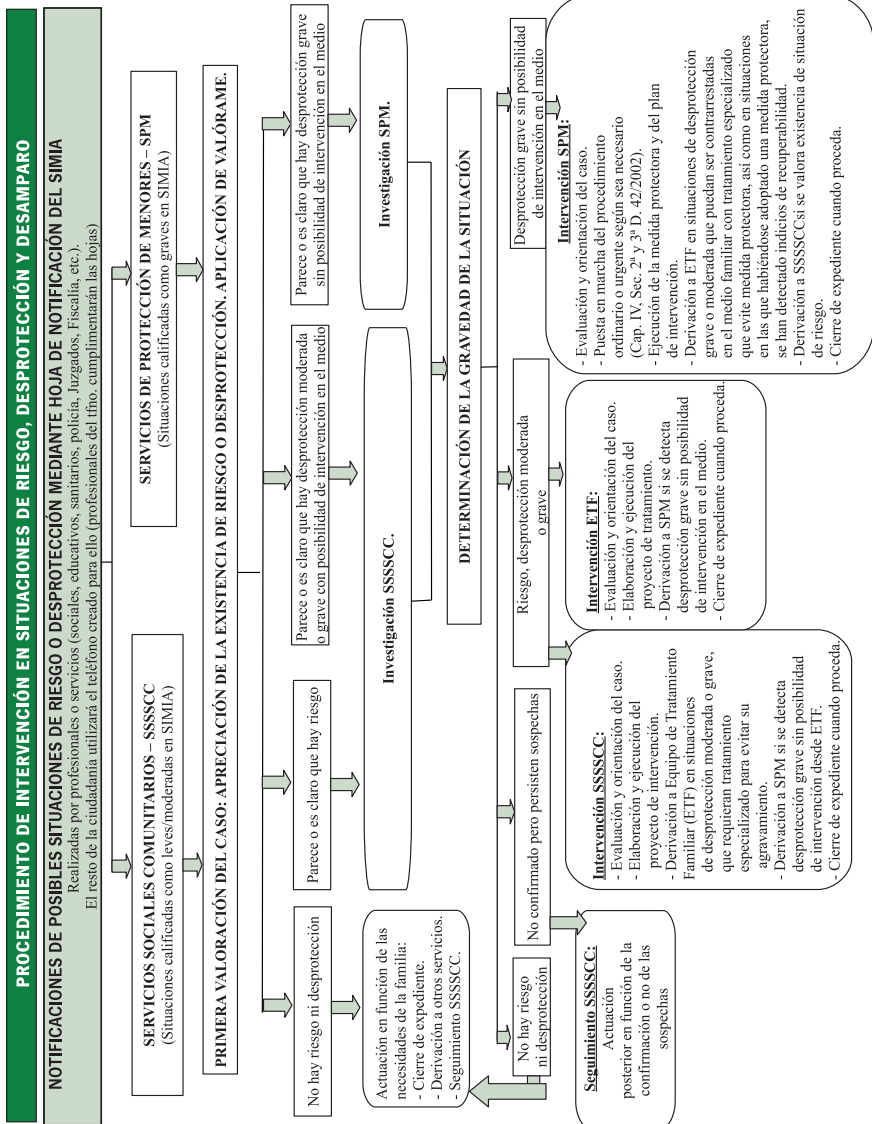 PROCEDIMIENTO DE INTERVENCIÓN EN SITUACIONES DE RIESGO, DESPROTECCIÓN Y DESAMPARO
NOTIFICACIONES DE POSIBLES SITUACIONES DE RIESGO O DESPROTECCIÓN MEDIANTE HOJA DE NOTIFICACIÓN DEL SIMIA
Realizadas por profesionales o servicios (sociales, educativos, sanitarios, policía, Juzgados, Fiscalía, etc.).
El resto de la ciudadanía utilizará el teléfono creado para ello (profesionales del tfno. cumplimentarán las hojas)
SERVICIOS SOCIALES COMUNITARIOS – SSSSCC
(Situaciones calificadas como leves/moderadas en SIMIA)
SERVICIOS DE PROTECCIÓN DE MENORES – SPM
(Situaciones calificadas como graves en SIMIA)
PRIMERA VALORACIÓN DEL CASO: APRECIACIÓN DE LA EXISTENCIA DE RIESGO O DESPROTECCIÓN. APLICACIÓN DE VALÓRAME.
No hay riesgo ni desprotección
Parece o es claro que hay riesgo
Parece o es claro que hay desprotección moderada
o grave con posibilidad de intervención en el medio
Parece o es claro que hay desprotección grave
sin posibilidad de intervención en el medio
Actuación en función de las
necesidades de la familia:
- Cierre de expediente.
- Derivación a otros servicios.
- Seguimiento SSSSCC.
Investigación SSSSCC.
Investigación SPM.
DETERMINACIÓN DE LA GRAVEDAD DE LA SITUACIÓN
No hay riesgo
ni desprotección
No confirmado pero persisten sospechas
Riesgo, desprotección moderada
o grave
Desprotección grave sin posibilidad
de intervención en el medio
Seguimiento SSSSCC:
Actuación
posterior en función de la
confirmación o no de las
sospechas
Intervención SSSSCC:
- Evaluación y orientación del caso.
- Elaboración y ejecución del
proyecto de intervención.
- Derivación a Equipo de Tratamiento
Familiar (ETF) en situaciones
de desprotección moderada o grave,
que requieran tratamiento
especializado para evitar su
agravamiento.
- Derivación a SPM si se detecta
desprotección grave sin posibilidad
de intervención desde ETF.
- Cierre de expediente cuando proceda.
Intervención ETF:
- Evaluación y orientación del caso.
- Elaboración y ejecución del
proyecto de tratamiento.
- Derivación a SPM si se detecta
desprotección grave sin posibilidad
de intervención en el medio.
- Cierre de expediente cuando proceda.
Intervención SPM:
- Evaluación y orientación del caso.
- Puesta en marcha del procedimiento
ordinario o urgente según sea necesario
(Cap. IV, Sec. 2ª y 3ª D. 42/2002).
- Ejecución de la medida protectora y del plan
de intervención.
- Derivación a ETF en situaciones de desprotección
grave o moderada que puedan ser contrarrestadas
en el medio familiar con tratamiento especializado
que evite medida protectora, así como en situaciones
en las que habiéndose adoptado una medida protectora,
se han detectado indicios de recuperabilidad.
- Derivación a SSSSCCsi se valora existencia de situación
de riesgo.
- Cierre de expediente cuando proceda.